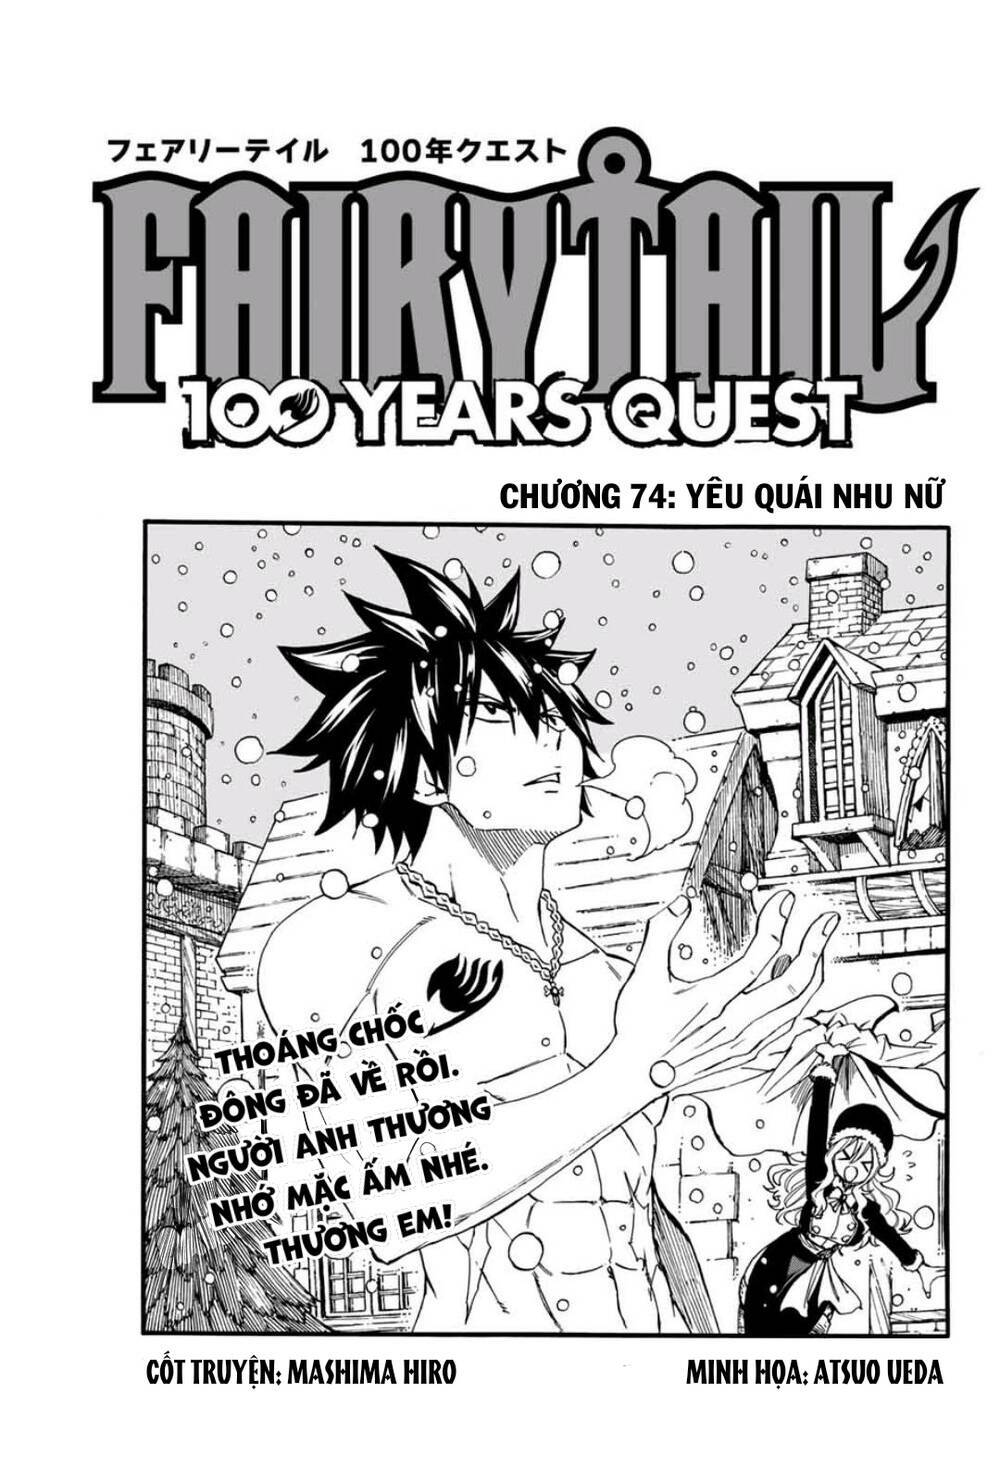 フェアリーテイル 100年クエスト
FAIRY TAIL
100 YEARS QUEST
CHƯƠNG 74: YÊU QUÁI NHU NỮ
THOÁNG CHỐC
ĐÔNG ĐÃ VỀ RỒI.
NGƯỜI ANH THƯƠNG
NHỚ MẶC ẤM NHÉ.
THƯƠNG EM!
CỐT TRUYỆN: MASHIMA HIRO
MINH HỌA: ATSUO UEDA